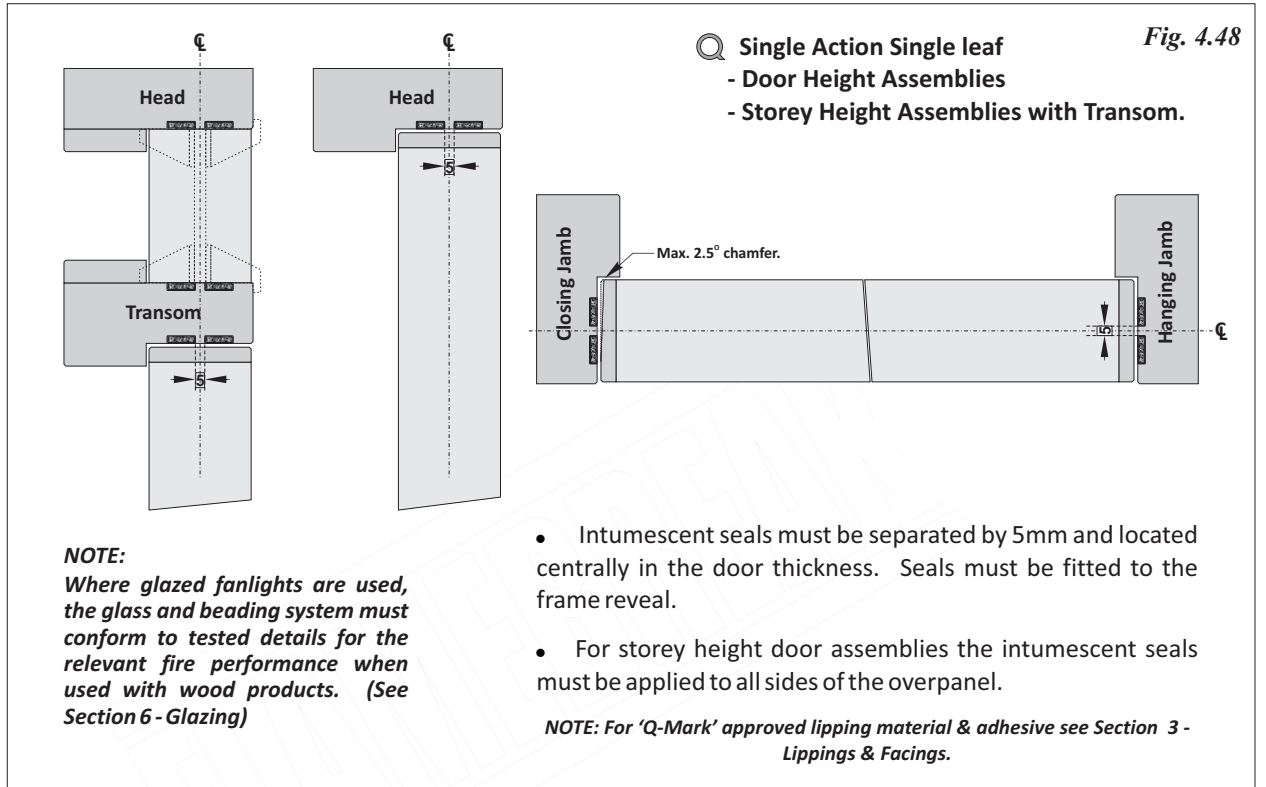 Fig. 4.48
Single Action Single leaf
- Door Height Assemblies
- Storey Height Assemblies with Transom.
℄
℄
Head
Head
5
Transom
5
Closing Jamb
Max. 2.5° chamfer.
5
Hanging Jamb
℄
NOTE:
Where glazed fanlights are used,
the glass and beading system must
conform to tested details for the
relevant fire performance when
used with wood products. (See
Section 6 - Glazing)
• Intumescent seals must be separated by 5mm and located
centrally in the door thickness. Seals must be fitted to the
frame reveal.
• For storey height door assemblies the intumescent seals
must be applied to all sides of the overpanel.
NOTE: For ‘Q-Mark’ approved lipping material & adhesive see Section 3 -
Lippings & Facings.
FLAMEBREAK